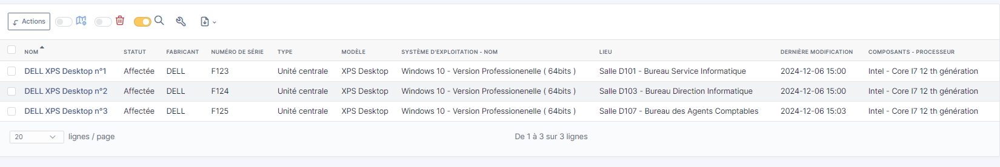 Actions
NOM STATUT FABRICANT NUMÉRO DE SÉRIE TYPE MODÈLE SYSTÈME D'EXPLOITATION - NOM LIEU DERNIÈRE MODIFICATION COMPOSANTS - PROCESSEUR
DELL XPS Desktop n°1 Affectée DELL F123 Unité centrale XPS Desktop Windows 10 - Version Professionenelle ( 64bits ) Salle D101 - Bureau Service Informatique 2024-12-06 15:00 Intel - Core I7 12 th génération
DELL XPS Desktop n°2 Affectée DELL F124 Unité centrale XPS Desktop Windows 10 - Version Professionenelle ( 64bits ) Salle D103 - Bureau Direction Informatique 2024-12-06 15:00 Intel - Core I7 12 th génération
DELL XPS Desktop n°3 Affectée DELL F125 Unité centrale XPS Desktop Windows 10 - Version Professionenelle ( 64bits ) Salle D107 - Bureau des Agents Comptables 2024-12-06 15:03 Intel - Core I7 12 th génération
20 lignes / page De 1 à 3 sur 3 lignes